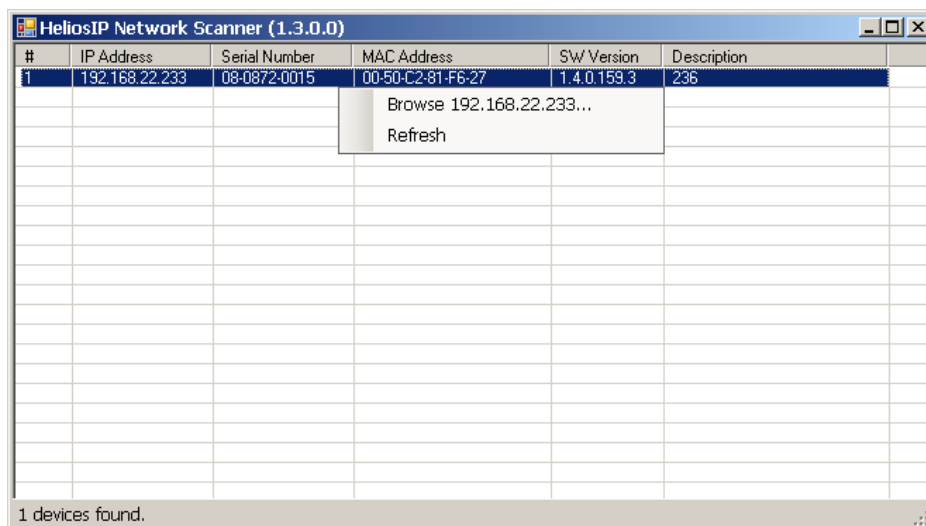 HeliosIP Network Scanner (1.3.0.0)
# IP Address Serial Number MAC Address SW Version Description
1 192.168.22.233 08-0872-0015 00-50-C2-81-F6-27 1.4.0.159.3 236
Browse 192.168.22.233...
Refresh
1 devices found.